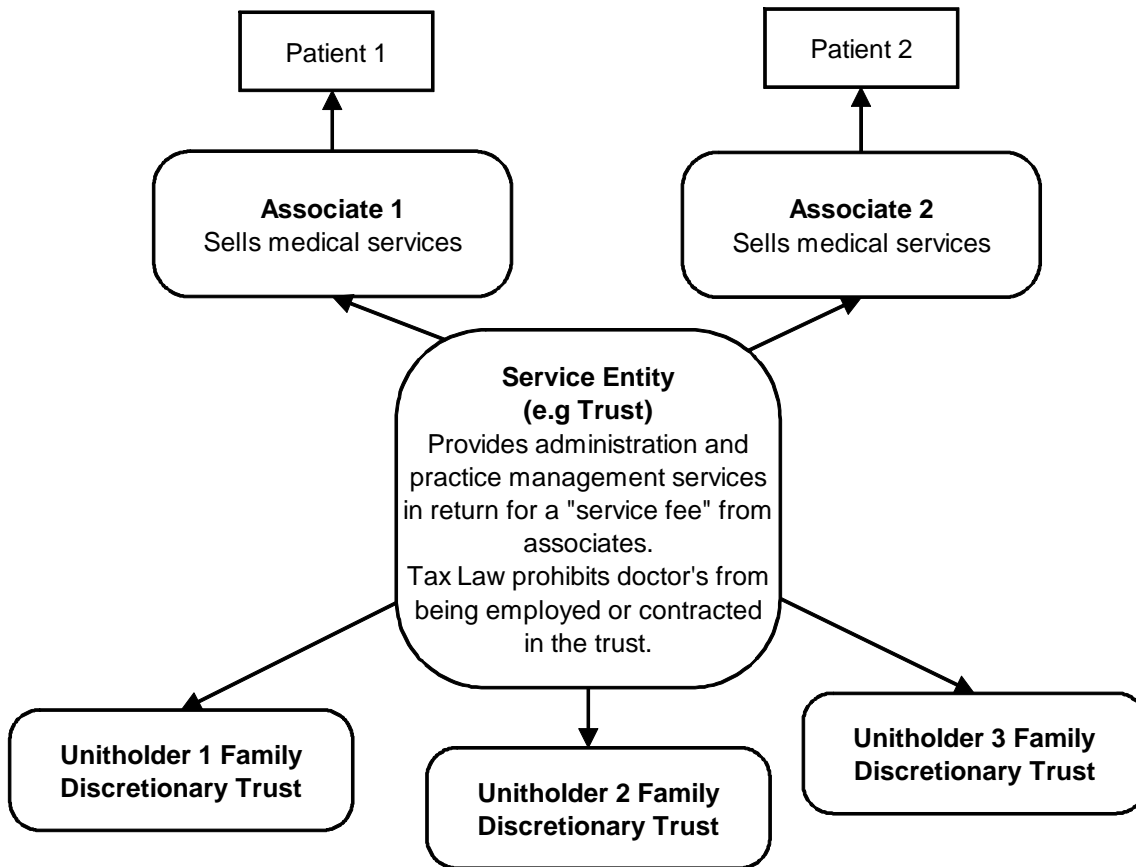 Patient 1
Patient 2
Associate 1
Sells medical services
Associate 2
Sells medical services
Service Entity
(e.g Trust)
Provides administration and
practice management services
in return for a "service fee" from
associates.
Tax Law prohibits doctor's from
being employed or contracted
in the trust.
Unitholder 1 Family
Discretionary Trust
Unitholder 2 Family
Discretionary Trust
Unitholder 3 Family
Discretionary Trust